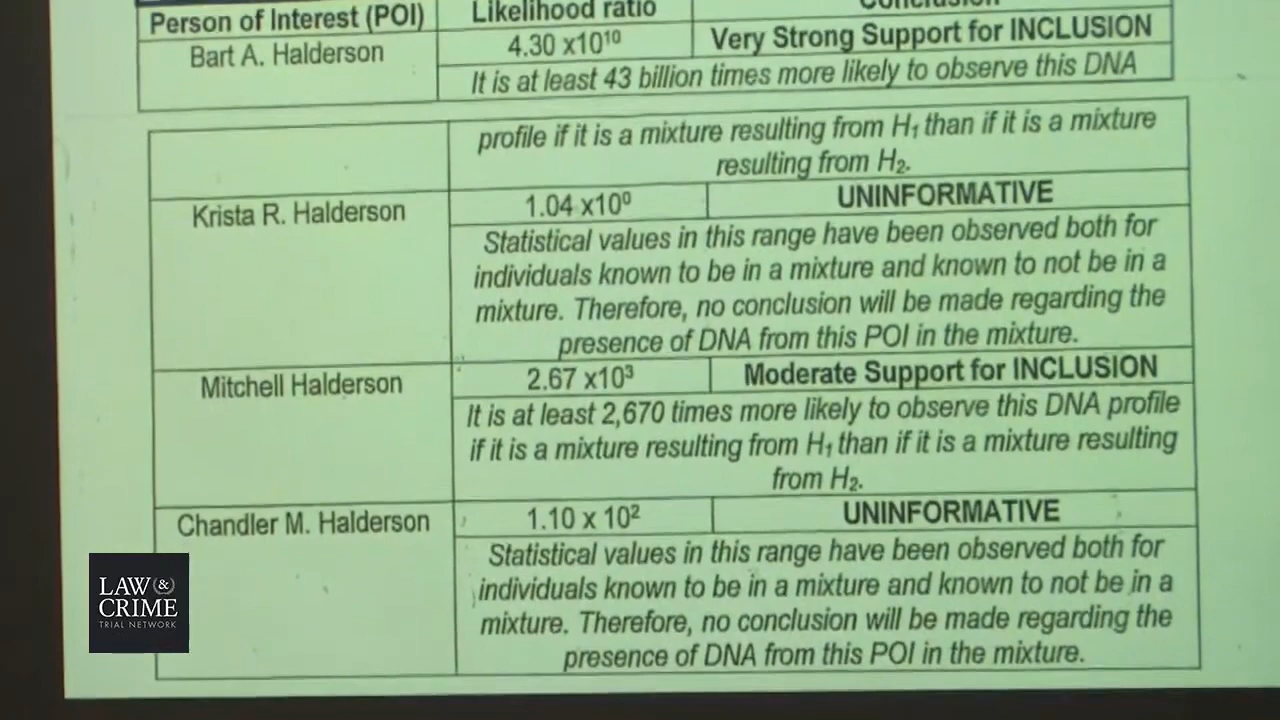 Person of Interest (POI) Likelihood ratio Conclusion
Bart A. Halderson 4.30 x10¹⁰ Very Strong Support for INCLUSION
It is at least 43 billion times more likely to observe this DNA
profile if it is a mixture resulting from H₁ than if it is a mixture
resulting from H₂.
Krista R. Halderson 1.04 x10⁰ UNINFORMATIVE
Statistical values in this range have been observed both for
individuals known to be in a mixture and known to not be in a
mixture. Therefore, no conclusion will be made regarding the
presence of DNA from this POI in the mixture.
Mitchell Halderson 2.67 x10³ Moderate Support for INCLUSION
It is at least 2,670 times more likely to observe this DNA profile
if it is a mixture resulting from H₁ than if it is a mixture resulting
from H₂.
Chandler M. Halderson 1.10 x 10² UNINFORMATIVE
Statistical values in this range have been observed both for
individuals known to be in a mixture and known to not be in a
mixture. Therefore, no conclusion will be made regarding the
presence of DNA from this POI in the mixture.
LAW &
CRIME
TRIAL NETWORK